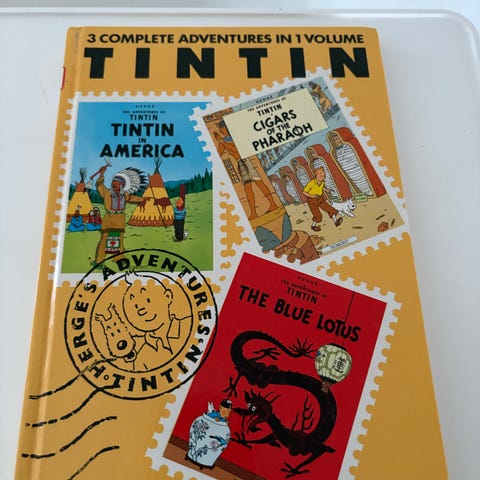 3 COMPLETE ADVENTURES IN 1 VOLUME
TINTIN
HERGÉ
THE ADVENTURES OF
TINTIN
TINTIN
IN
AMERICA
HERGÉ
THE ADVENTURES OF
TINTIN
CIGARS
OF THE
PHARAOH
EGMONT
HERGÉ'S ADVENTURES
TINTIN
HERGÉ
THE ADVENTURES OF
TINTIN
THE BLUE LOTUS